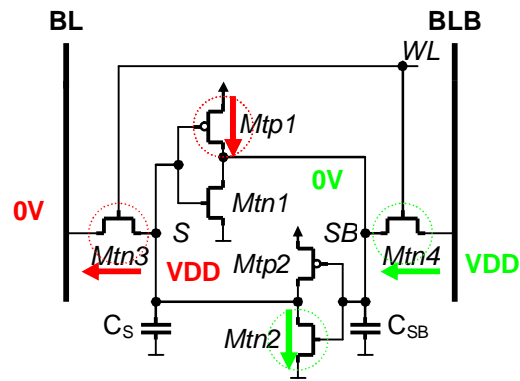 BL
BLB
WL
Mtp1
0V
Mtn1
0V
S
SB
Mtn3
VDD
Mtp2
Mtn4
VDD
CS
Mtn2
CSB